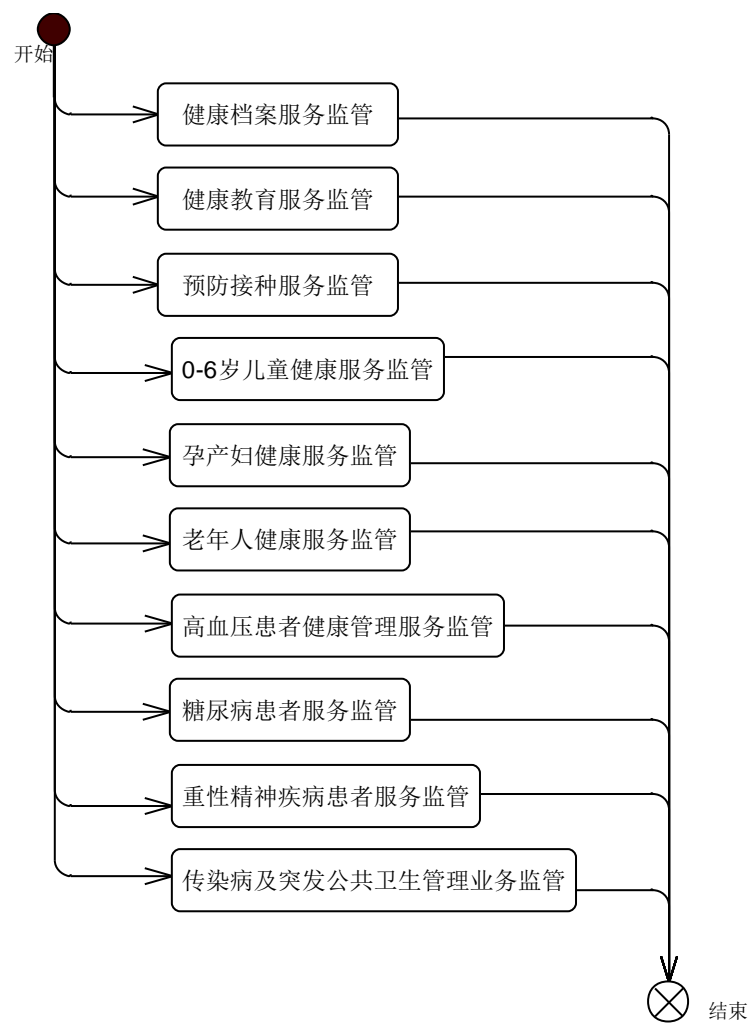 开始
健康档案服务监管
健康教育服务监管
预防接种服务监管
0-6岁儿童健康服务监管
孕产妇健康服务监管
老年人健康服务监管
高血压患者健康管理服务监管
糖尿病患者服务监管
重性精神疾病患者服务监管
传染病及突发公共卫生管理业务监管
结束